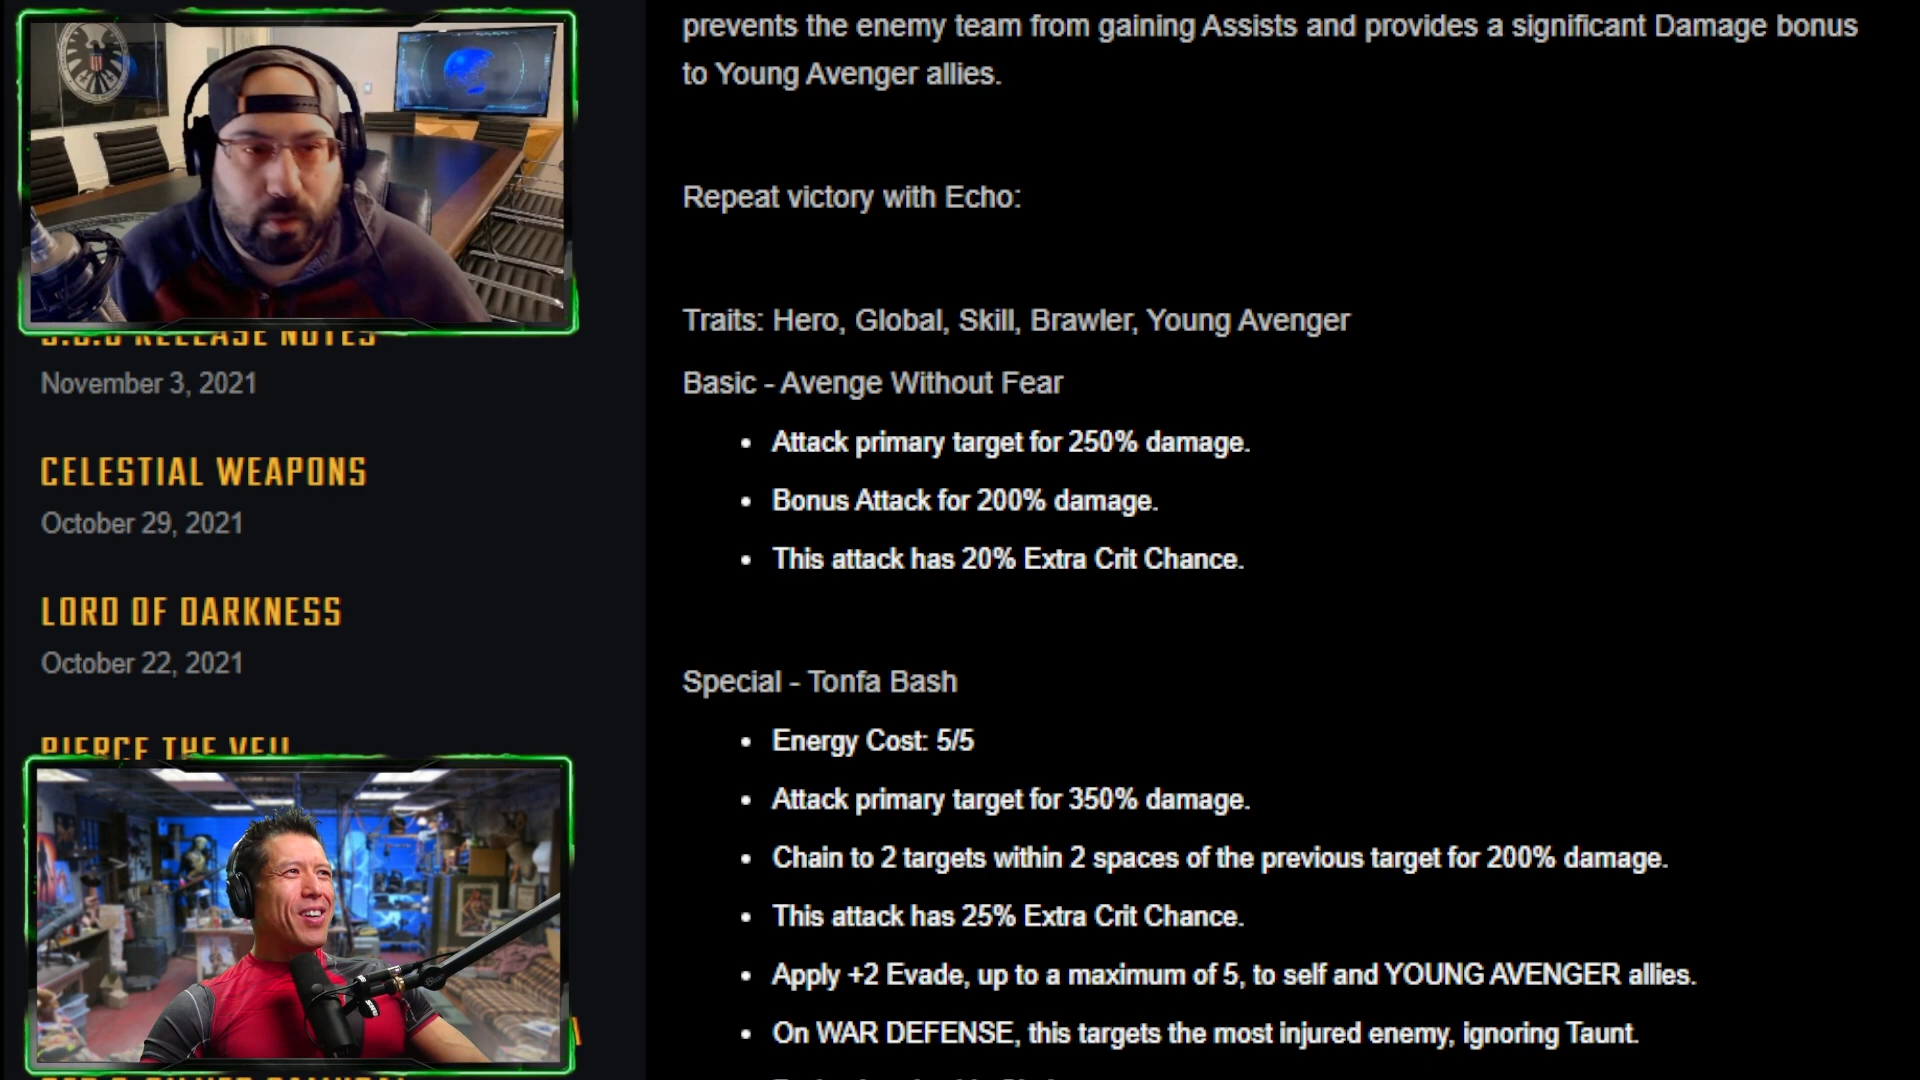 prevents the enemy team from gaining Assists and provides a significant Damage bonus
to Young Avenger allies.
Repeat victory with Echo:
Traits: Hero, Global, Skill, Brawler, Young Avenger
Basic - Avenge Without Fear
• Attack primary target for 250% damage.
• Bonus Attack for 200% damage.
• This attack has 20% Extra Crit Chance.
Special - Tonfa Bash
• Energy Cost: 5/5
• Attack primary target for 350% damage.
• Chain to 2 targets within 2 spaces of the previous target for 200% damage.
• This attack has 25% Extra Crit Chance.
• Apply +2 Evade, up to a maximum of 5, to self and YOUNG AVENGER allies.
• On WAR DEFENSE, this targets the most injured enemy, ignoring Taunt.
RELEASE NOTES
November 3, 2021
CELESTIAL WEAPONS
October 29, 2021
LORD OF DARKNESS
October 22, 2021
PIERCE THE VEIL